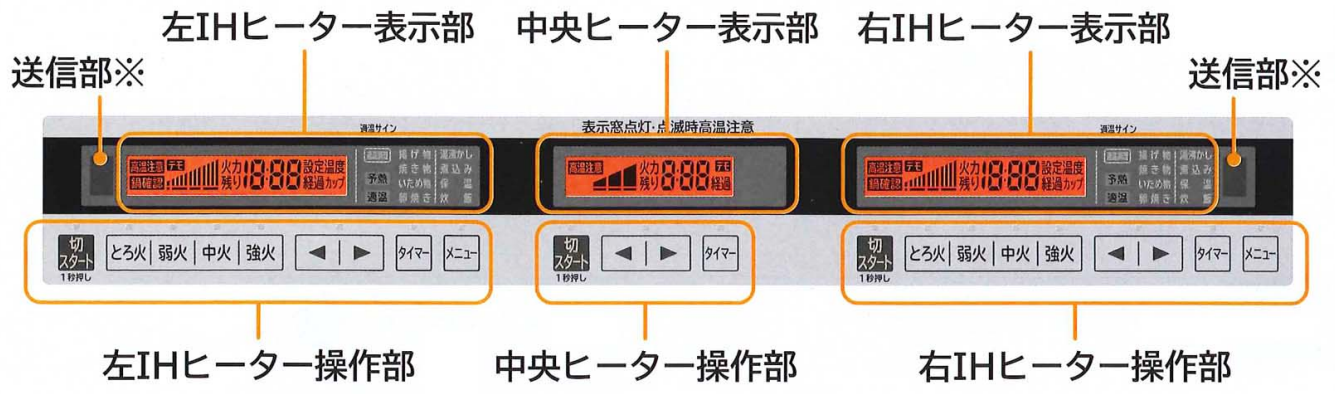 左IHヒーター表示部
中央ヒーター表示部
右IHヒーター表示部
送信部※
送信部※
適温サイン
表示窓点灯・点滅時高温注意
適温サイン
高温注意 デモ 火力 18:88 設定温度
鍋確認 残り 経過カップ
揚げ物 湯沸かし
焼き物 煮込み
予熱 いため物 保温
適温 卵焼き 炊飯
高温注意 火力 8:88
残り 経過
高温注意 デモ 火力 18:88 設定温度
鍋確認 残り 経過カップ
揚げ物 湯沸かし
焼き物 煮込み
予熱 いため物 保温
適温 卵焼き 炊飯
切 スタート とろ火 弱火 中火 強火 ◀ ▶ タイマー メニュー
1秒押し
切 スタート ◀ ▶ タイマー
1秒押し
切 スタート とろ火 弱火 中火 強火 ◀ ▶ タイマー メニュー
1秒押し
左IHヒーター操作部
中央ヒーター操作部
右IHヒーター操作部